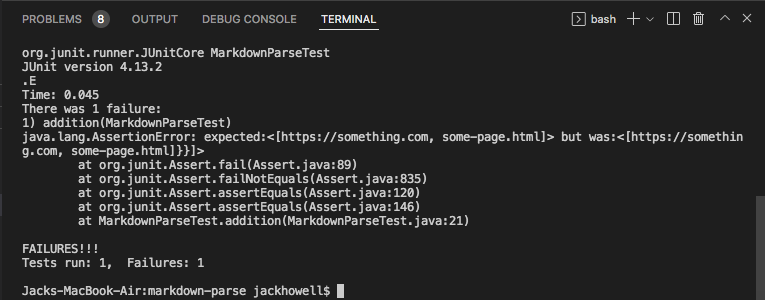 PROBLEMS 8 OUTPUT DEBUG CONSOLE TERMINAL bash
org.junit.runner.JUnitCore MarkdownParseTest
JUnit version 4.13.2
.E
Time: 0.045
There was 1 failure:
1) addition(MarkdownParseTest)
java.lang.AssertionError: expected:<[https://something.com, some-page.html]> but was:<[https://somethin
g.com, some-page.html]}}]>
        at org.junit.Assert.fail(Assert.java:89)
        at org.junit.Assert.failNotEquals(Assert.java:835)
        at org.junit.Assert.assertEquals(Assert.java:120)
        at org.junit.Assert.assertEquals(Assert.java:146)
        at MarkdownParseTest.addition(MarkdownParseTest.java:21)
FAILURES!!!
Tests run: 1,  Failures: 1
Jacks-MacBook-Air:markdown-parse jackhowell$